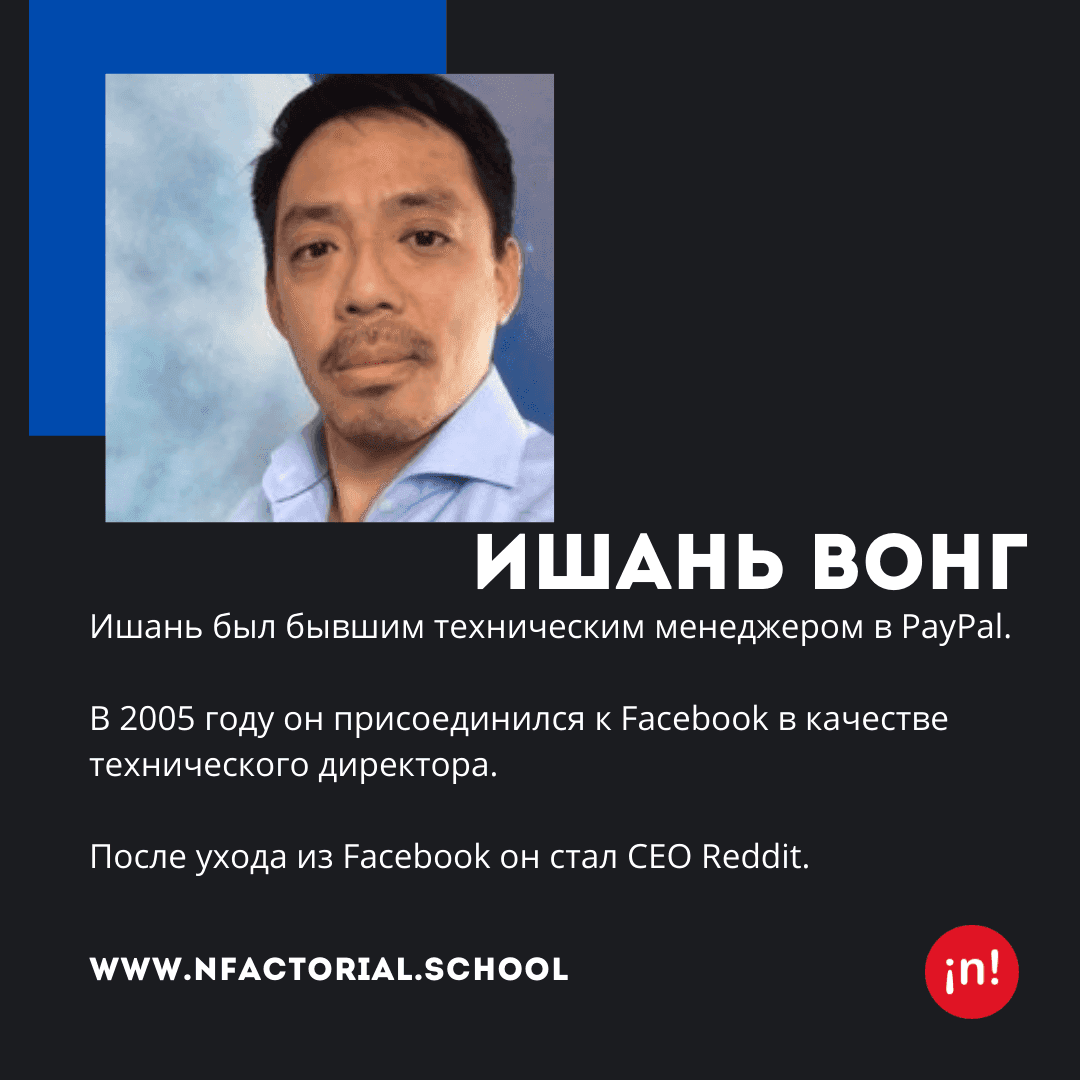 ИШАНЬ ВОНГ
Ишань был бывшим техническим менеджером в PayPal.
В 2005 году он присоединился к Facebook в качестве
технического директора.
После ухода из Facebook он стал CEO Reddit.
WWW.NFACTORIAL.SCHOOL
¡n!